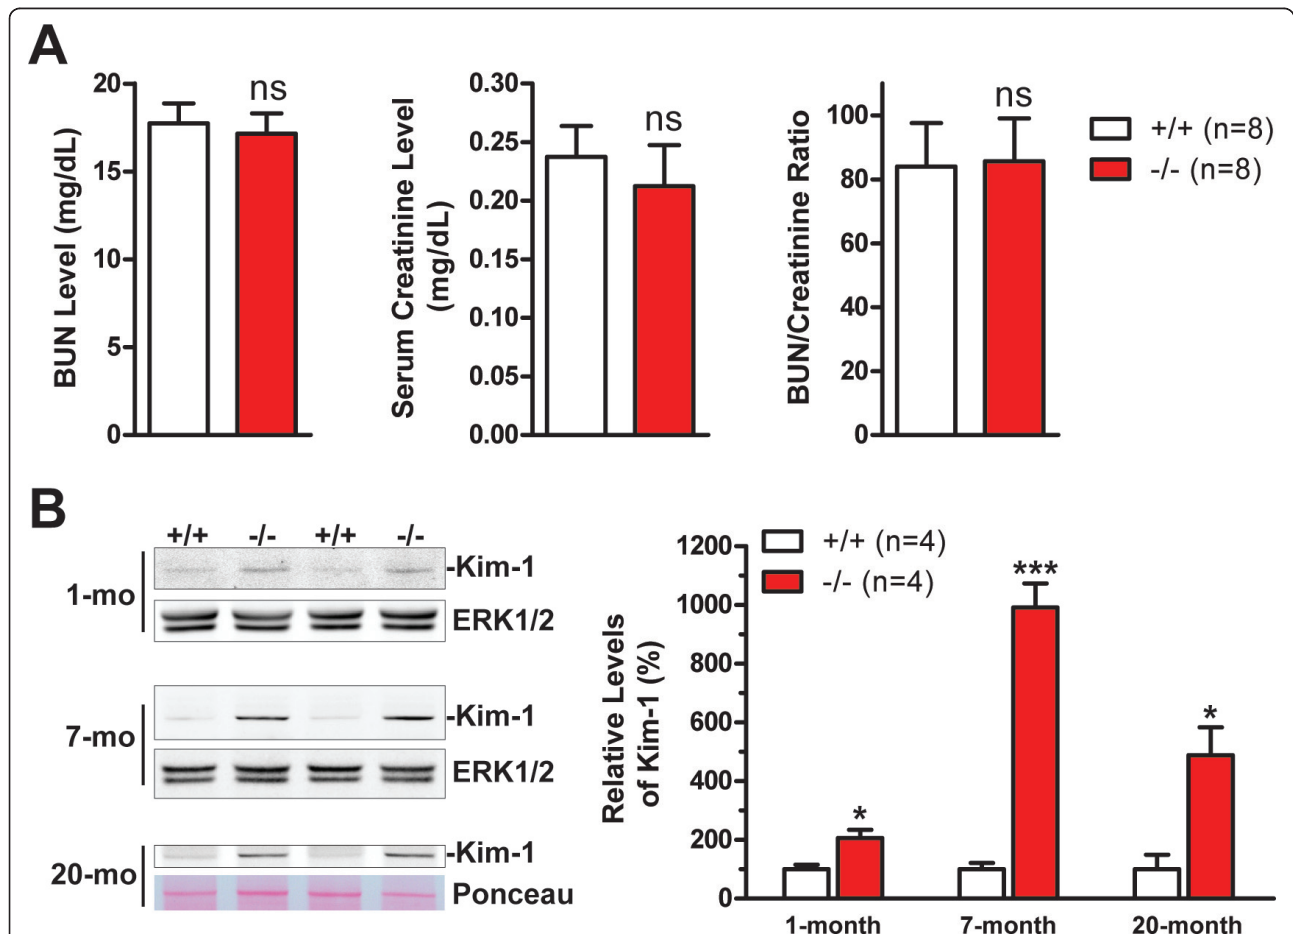 A
BUN Level (mg/dL)
20
15
10
5
0
ns
Serum Creatinine Level
(mg/dL)
0.30
0.25
0.20
0.15
0.10
0.05
0.00
ns
BUN/Creatinine Ratio
100
80
60
40
20
0
ns
+/+ (n=8)
-/- (n=8)
B
+/+ -/- +/+ -/-
1-mo
-Kim-1
ERK1/2
7-mo
-Kim-1
ERK1/2
20-mo
-Kim-1
Ponceau
Relative Levels
of Kim-1 (%)
1200
1000
800
600
400
200
0
+/+ (n=4)
-/- (n=4)
*
***
*
1-month 7-month 20-month